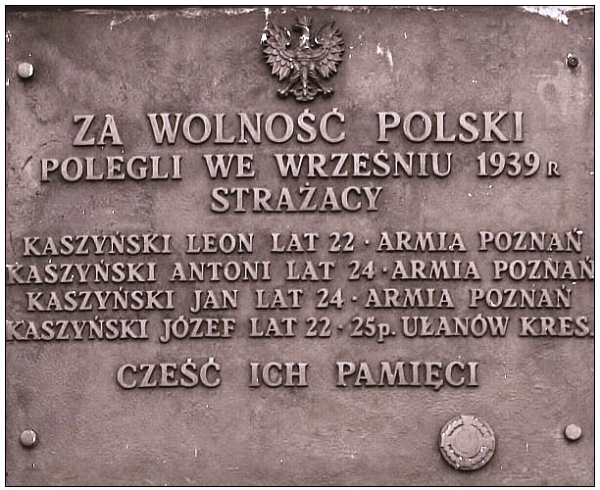 ZA WOLNOŚĆ POLSKI
POLEGLI WE WRZEŚNIU 1939 R
STRAŻACY
KASZYŃSKI LEON LAT 22 · ARMIA POZNAŃ
KASZYŃSKI ANTONI LAT 24 · ARMIA POZNAŃ
KASZYŃSKI JAN LAT 24 · ARMIA POZNAŃ
KASZYŃSKI JÓZEF LAT 22 · 25p. UŁANÓW KRES.
CZEŚĆ ICH PAMIĘCI